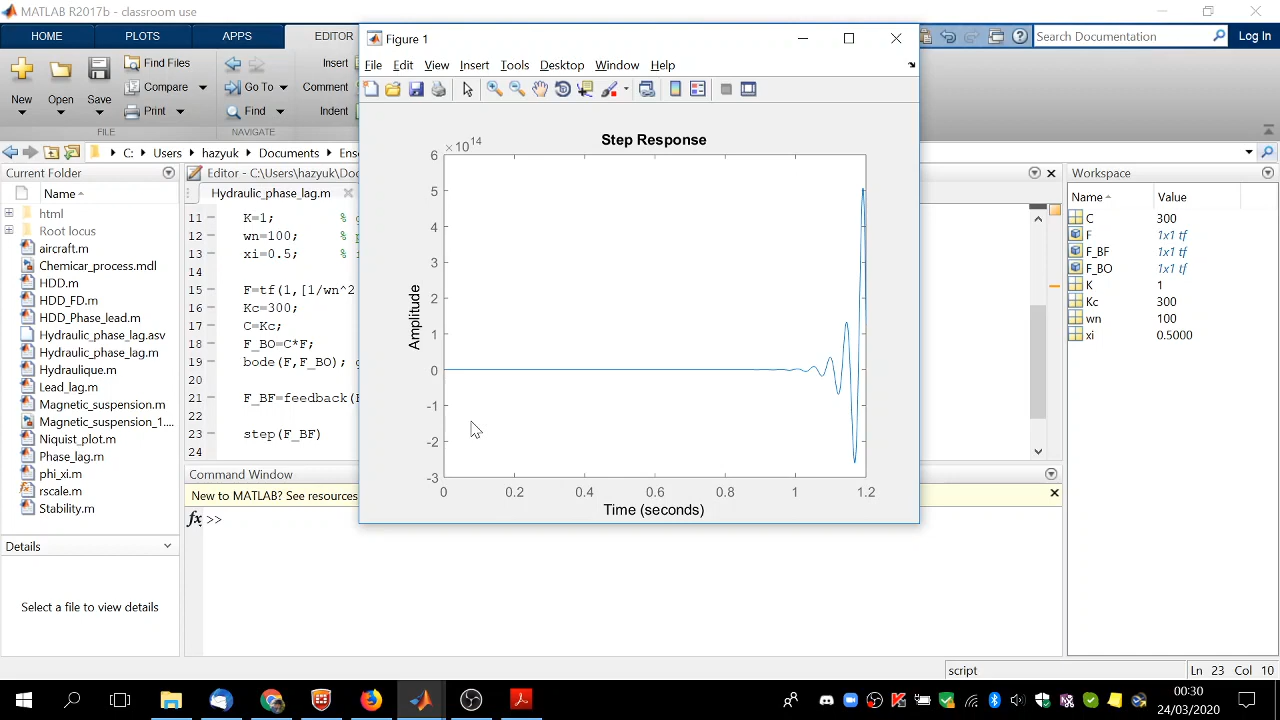 MATLAB R2017b - classroom use
HOME PLOTS APPS EDITOR
Search Documentation Log In
New
Open
Save
Find Files
Compare
Print
Go To
Find
Insert
Comment
Indent
FILE NAVIGATE
C: Users hazyuk Documents
Current Folder
Name
html
Root locus
aircraft.m
Chemicar_process.mdl
HDD.m
HDD_FD.m
HDD_Phase_lead.m
Hydraulic_phase_lag.asv
Hydraulic_phase_lag.m
Hydraulique.m
Lead_lag.m
Magnetic_suspension.m
Magnetic_suspension_1....
Niquist_plot.m
Phase_lag.m
phi_xi.m
rscale.m
Stability.m
Details
Select a file to view details
Editor - C:\Users\hazyuk\
Hydraulic_phase_lag.m
11 K=1; %
12 wn=100; %
13 xi=0.5; %
14
15 F=tf(1,[1/wn^2
16 Kc=300;
17 C=Kc;
18 F_BO=C*F;
19 bode(F,F_BO);
20
21 F_BF=feedback(
22
23 step(F_BF)
24
Command Window
New to MATLAB? See resources
fx >>
Figure 1
File Edit View Insert Tools Desktop Window Help
Step Response
×10^14
6
5
4
3
2
1
0
-1
-2
-3
Amplitude
0 0.2 0.4 0.6 0.8 1 1.2
Time (seconds)
Workspace
Name Value
C 300
F 1x1 tf
F_BF 1x1 tf
F_BO 1x1 tf
K 1
Kc 300
wn 100
xi 0.5000
script Ln 23 Col 10
00:30
24/03/2020